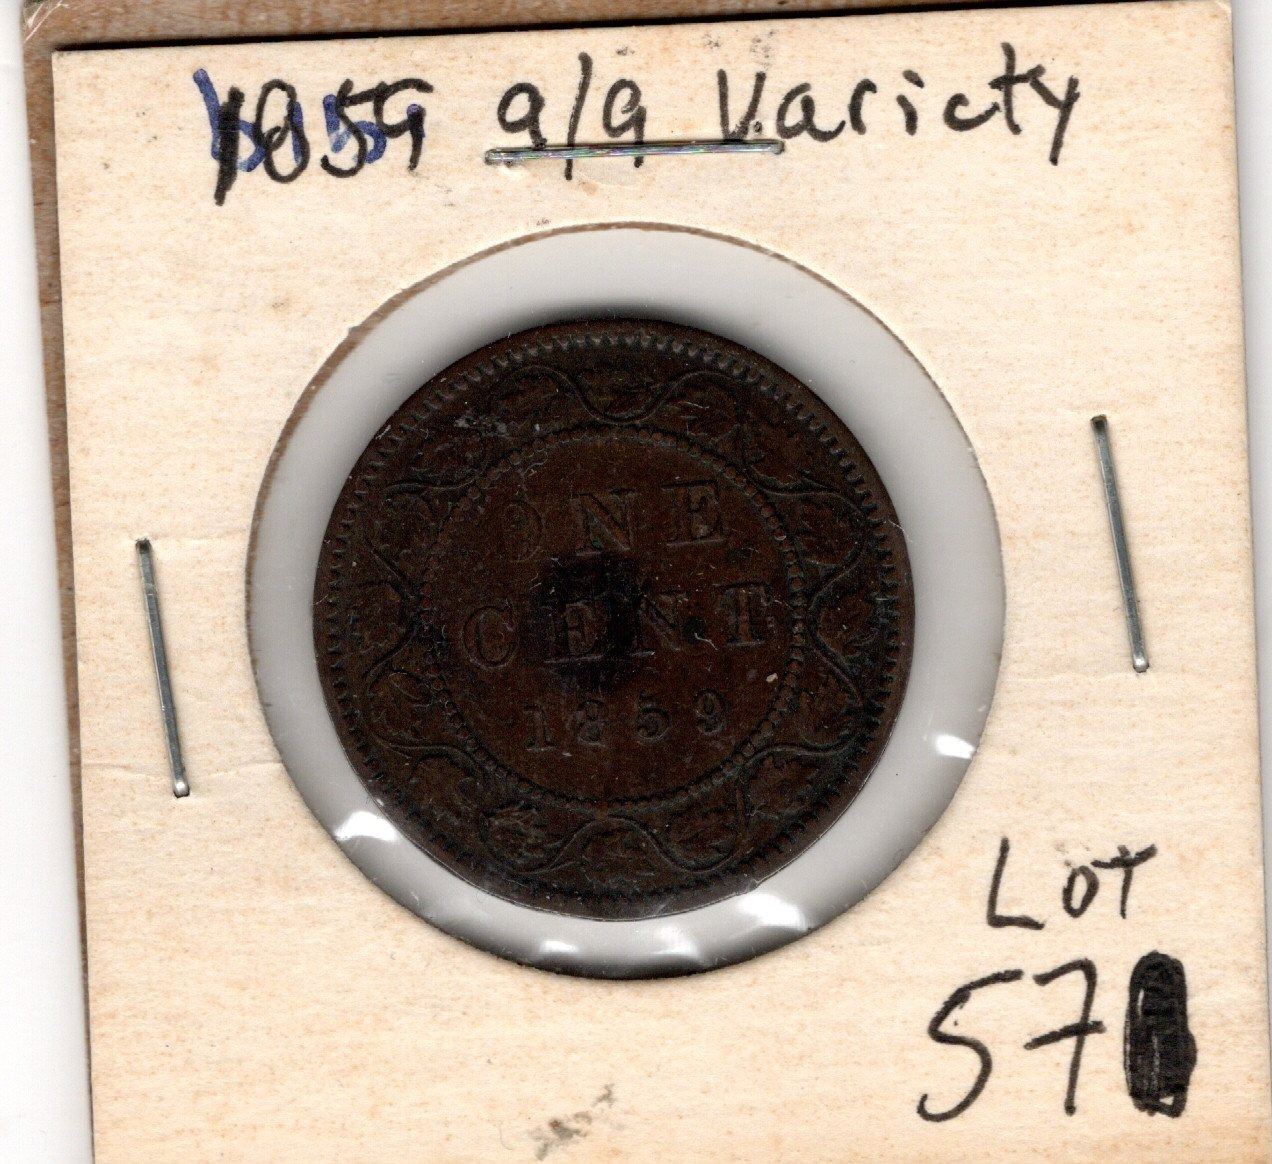 1859 9/9 Variety
ONE
CENT
1859
Lot
57